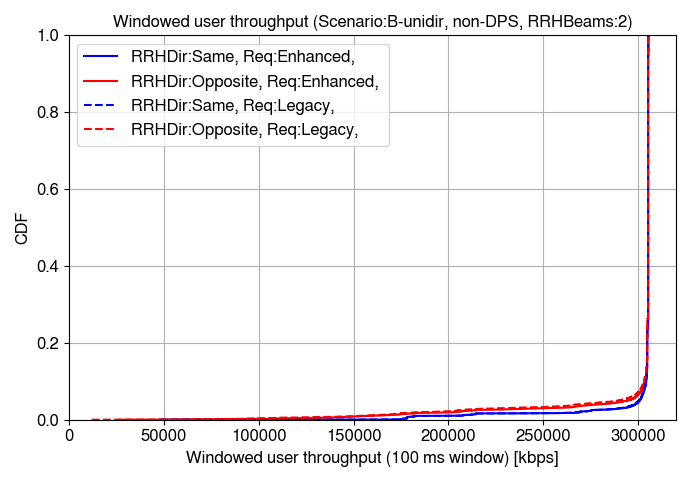 Windowed user throughput (Scenario:B-unidir, non-DPS, RRHBeams:2)
1.0
RRHDir:Same, Req:Enhanced,
RRHDir:Opposite, Req:Enhanced,
RRHDir:Same, Req:Legacy,
RRHDir:Opposite, Req:Legacy,
0.8
0.6
CDF
0.4
0.2
0.0
0 50000 100000 150000 200000 250000 300000
Windowed user throughput (100 ms window) [kbps]